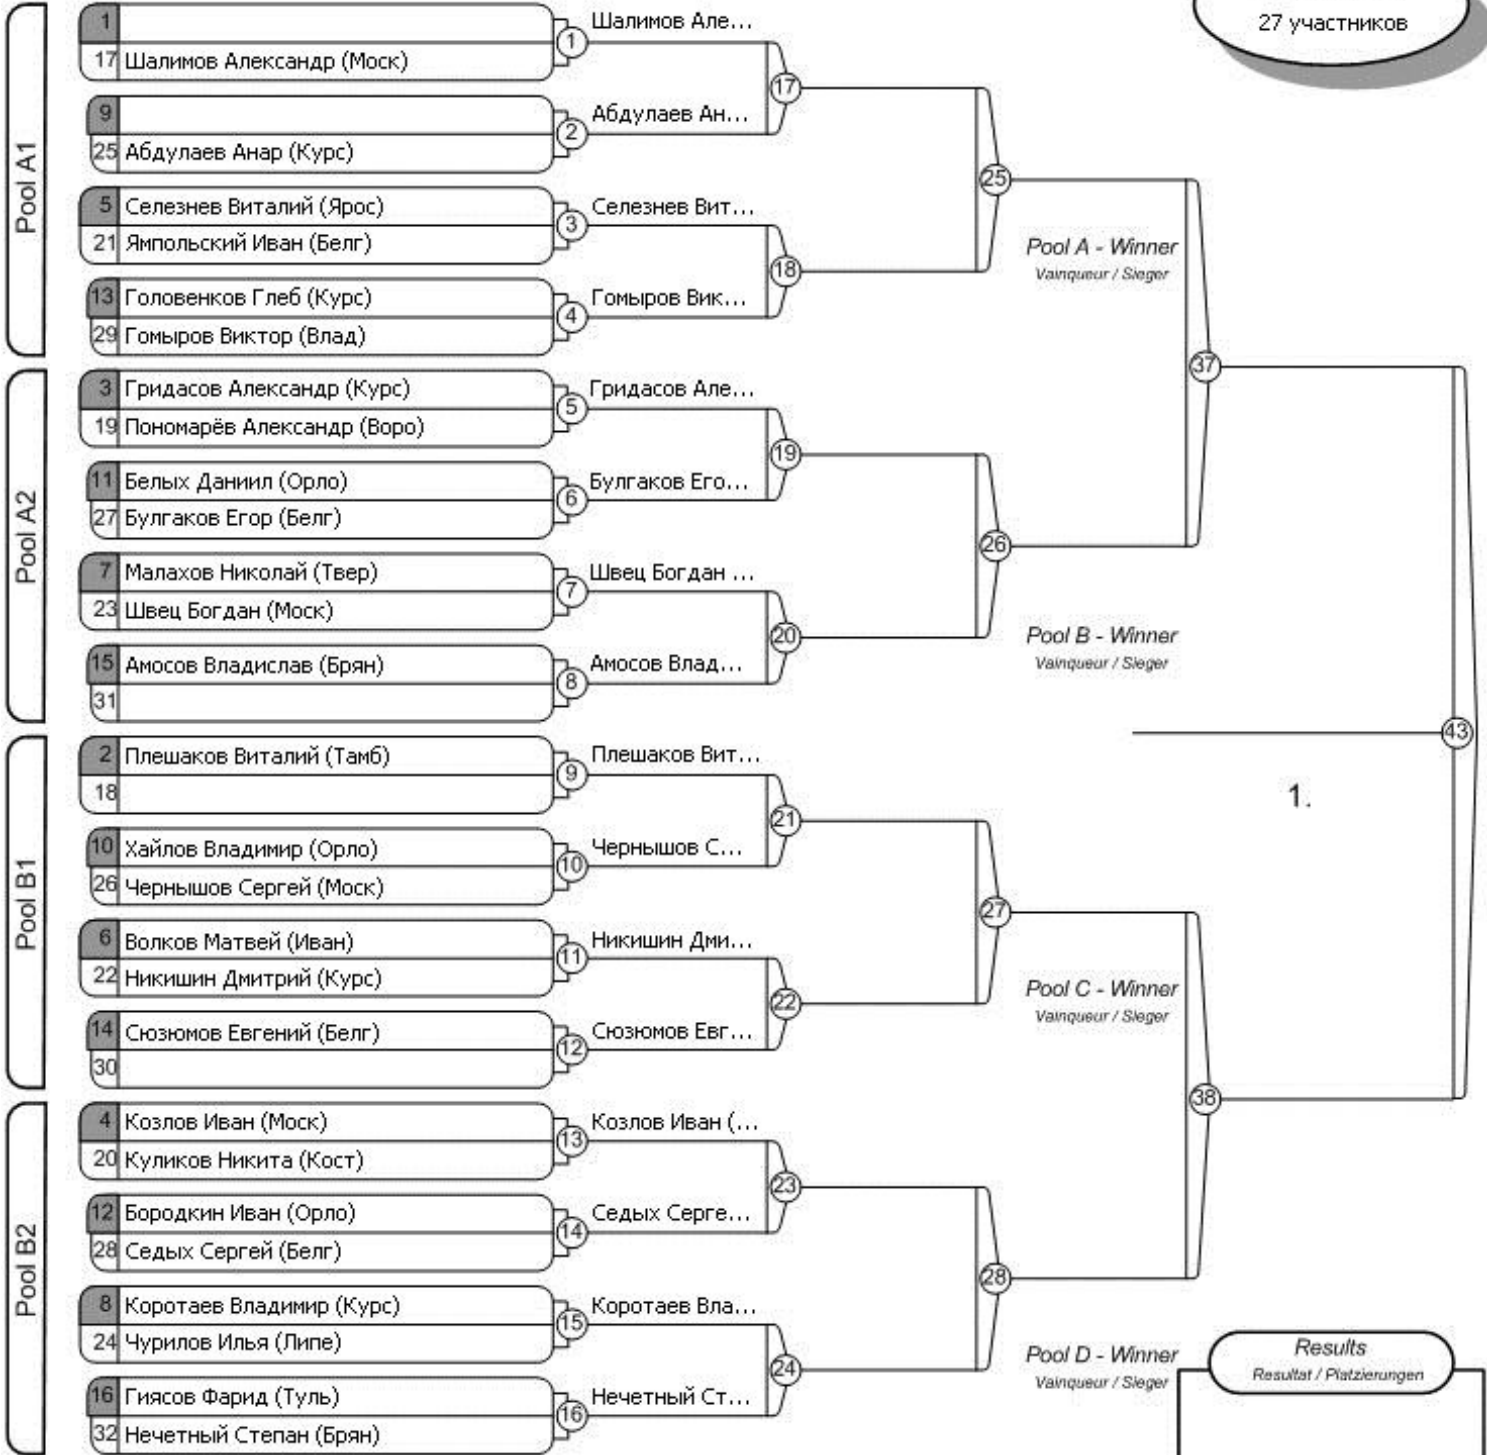 27 участников
Pool A1
1
17 Шалимов Александр (Моск)
1
Шалимов Але...
9
25 Абдулаев Анар (Курс)
2
Абдулаев Ан...
17
5 Селезнев Виталий (Ярос)
21 Ямпольский Иван (Белг)
3
Селезнев Вит...
13 Головенков Глеб (Курс)
29 Гомыров Виктор (Влад)
4
Гомыров Вик...
18
25
Pool A - Winner
Vainqueur / Sieger
Pool A2
3 Гридасов Александр (Курс)
19 Пономарёв Александр (Воро)
5
Гридасов Але...
11 Белых Даниил (Орло)
27 Булгаков Егор (Белг)
6
Булгаков Его...
19
7 Малахов Николай (Твер)
23 Швец Богдан (Моск)
7
Швец Богдан ...
15 Амосов Владислав (Брян)
31
8
Амосов Влад...
20
26
37
Pool B - Winner
Vainqueur / Sieger
Pool B1
2 Плешаков Виталий (Тамб)
18
9
Плешаков Вит...
10 Хайлов Владимир (Орло)
26 Чернышов Сергей (Моск)
10
Чернышов С...
21
6 Волков Матвей (Иван)
22 Никишин Дмитрий (Курс)
11
Никишин Дми...
14 Сюзюмов Евгений (Белг)
30
12
Сюзюмов Евг...
22
27
43
1.
Pool C - Winner
Vainqueur / Sieger
Pool B2
4 Козлов Иван (Моск)
20 Куликов Никита (Кост)
13
Козлов Иван (...
12 Бородкин Иван (Орло)
28 Седых Сергей (Белг)
14
Седых Серге...
23
8 Коротаев Владимир (Курс)
24 Чурилов Илья (Липе)
15
Коротаев Вла...
16 Гиясов Фарид (Туль)
32 Нечетный Степан (Брян)
16
Нечетный Ст...
24
28
38
Pool D - Winner
Vainqueur / Sieger
Results
Resultat / Platzierungen